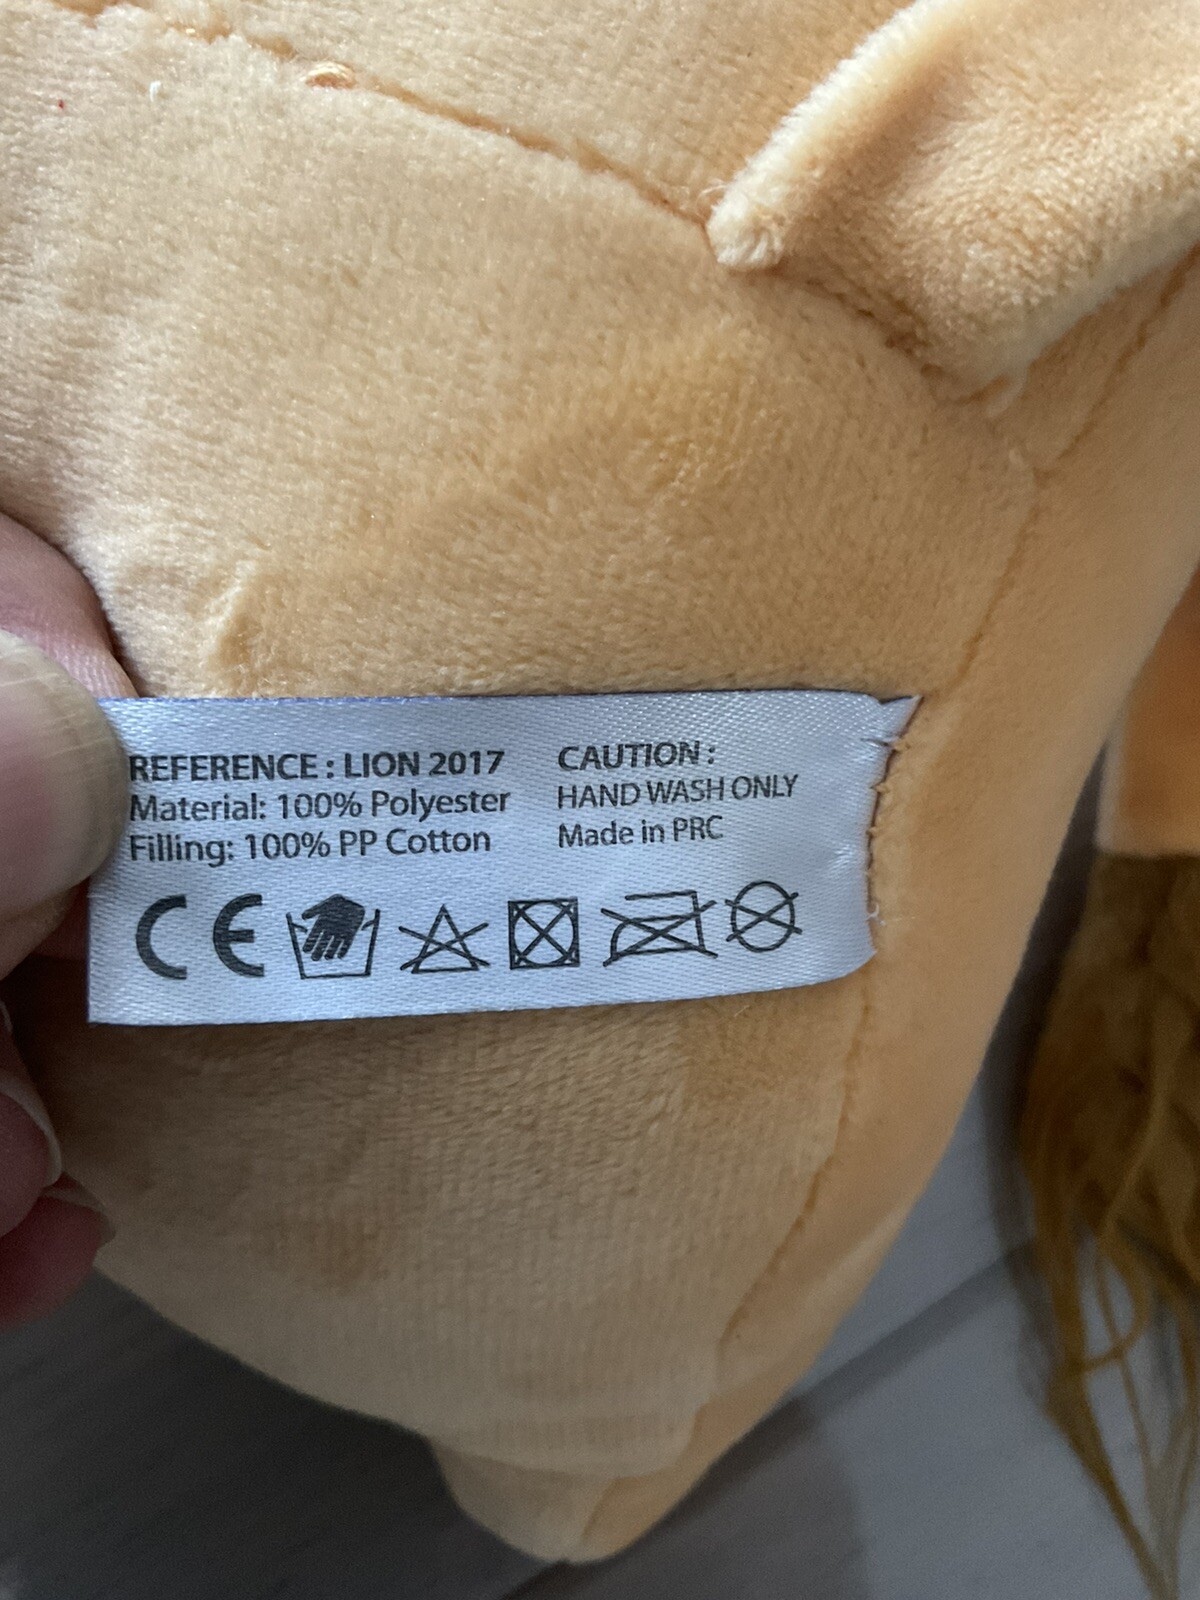 REFERENCE : LION 2017
Material: 100% Polyester
Filling: 100% PP Cotton
CAUTION :
HAND WASH ONLY
Made in PRC
CE